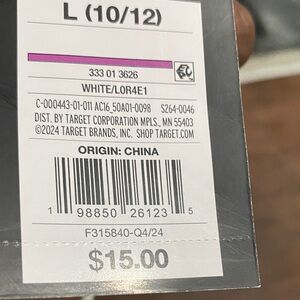 L (10/12)
333 01 3626
WHITE/L0R4E1
C-000443-01-011 AC16_50A01-0098 S264-0046
DIST. BY TARGET CORPORATION MPLS., MN 55403
©2024 TARGET BRANDS, INC. SHOP TARGET.COM
ORIGIN: CHINA
1 98850 26123 5
F315840-Q4/24
$15.00